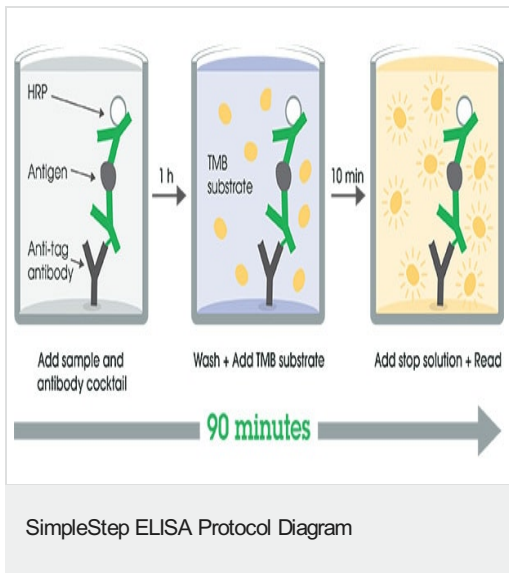 HRP
Antigen
Anti-tag
antibody
1 h
TMB
substrate
10 min
Add sample and
antibody cocktail
Wash + Add TMB substrate
Add stop solution + Read
90 minutes
SimpleStep ELISA Protocol Diagram